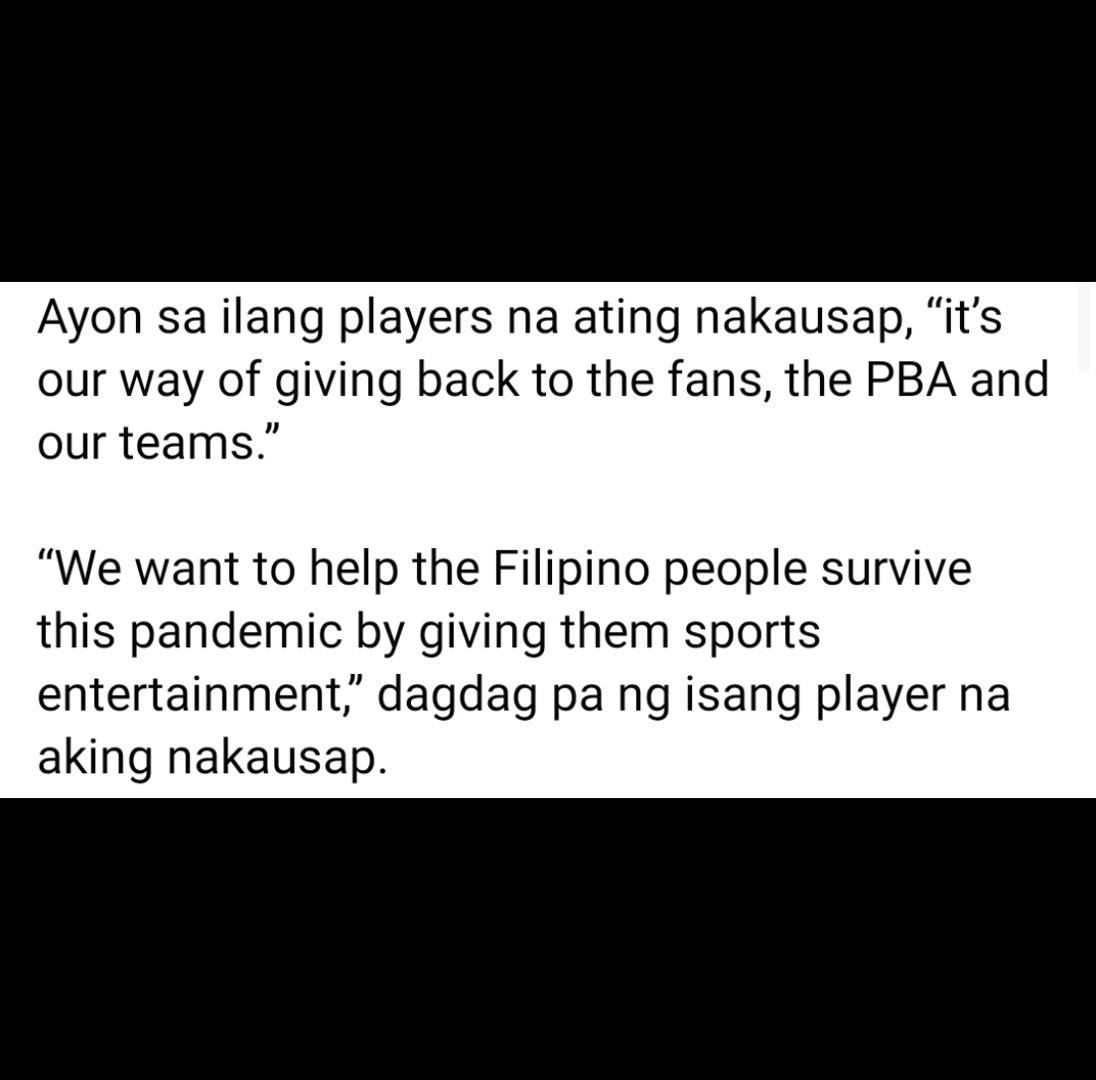 Ayon sa ilang players na ating nakausap, “it’s
our way of giving back to the fans, the PBA and
our teams.”
“We want to help the Filipino people survive
this pandemic by giving them sports
entertainment,” dagdag pa ng isang player na
aking nakausap.